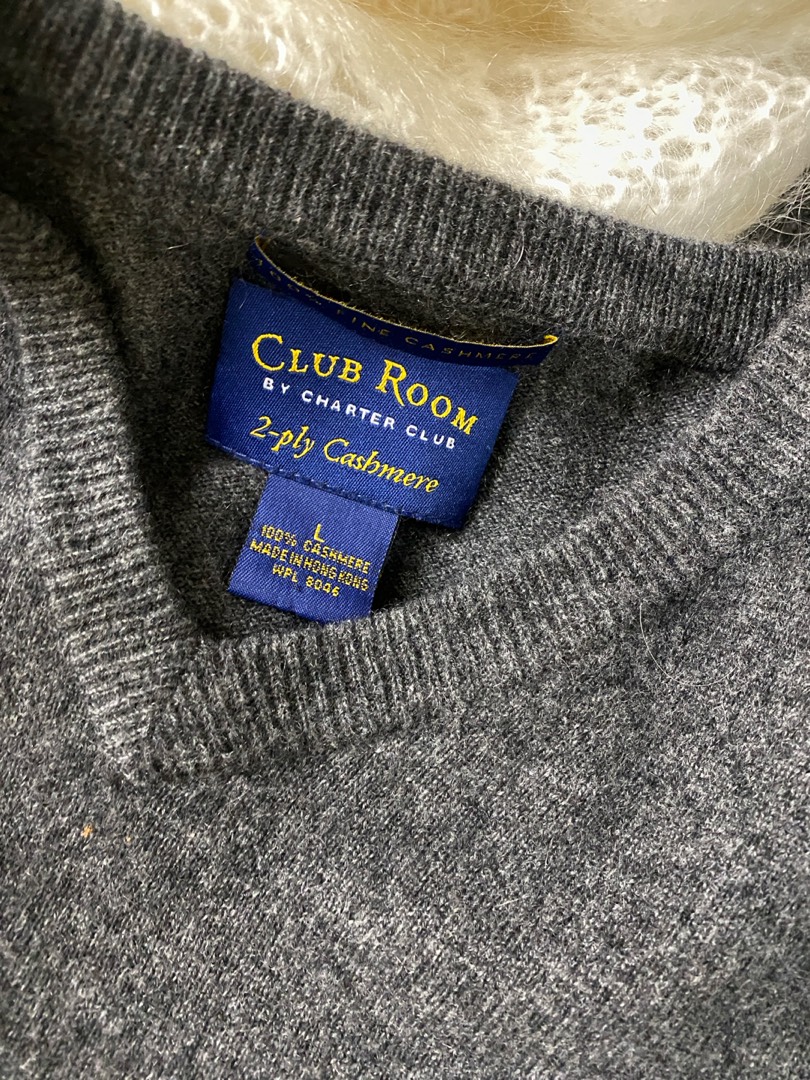 100% FINE CASHMERE
CLUB ROOM
BY CHARTER CLUB
2-ply Cashmere
L
100% CASHMERE
MADE IN HONG KONG
WPL 8046